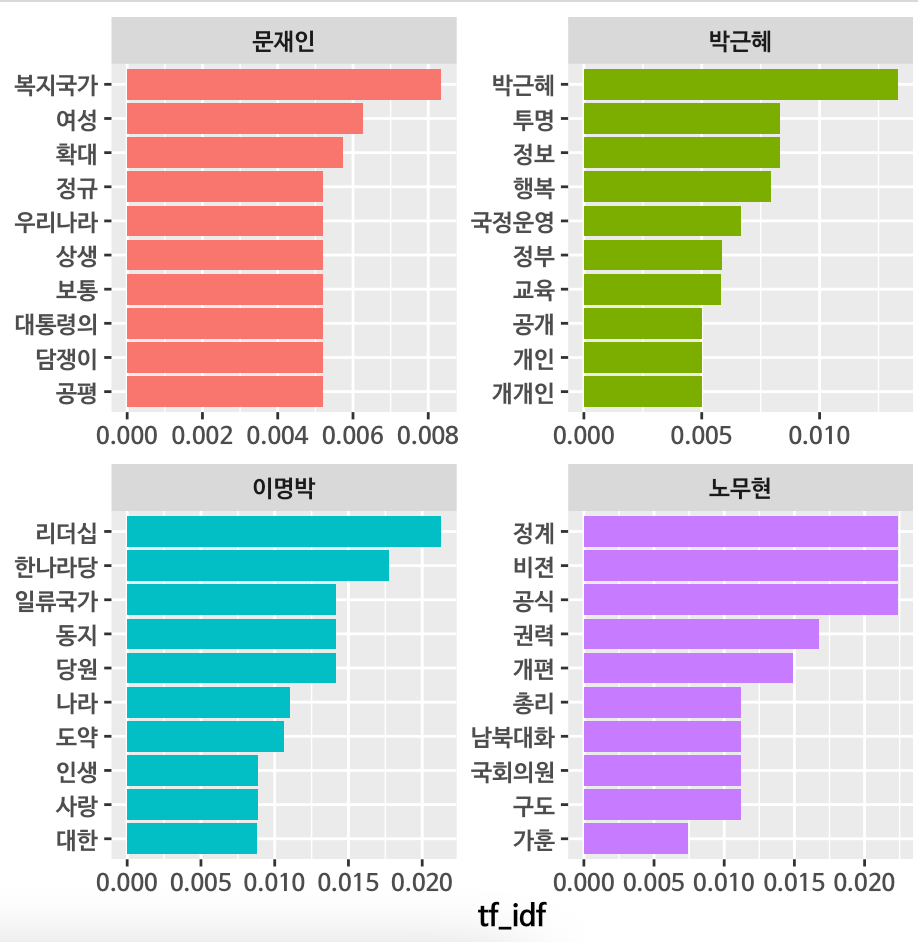 문재인
복지국가
여성
확대
정규
우리나라
상생
보통
대통령의
담쟁이
공평
0.000 0.002 0.004 0.006 0.008
박근혜
박근혜
투명
정보
행복
국정운영
정부
교육
공개
개인
개개인
0.000 0.005 0.010
이명박
리더십
한나라당
일류국가
동지
당원
나라
도약
인생
사랑
대한
0.000 0.005 0.010 0.015 0.020
노무현
정계
비젼
공식
권력
개편
총리
남북대화
국회의원
구도
가훈
0.000 0.005 0.010 0.015 0.020
tf_idf